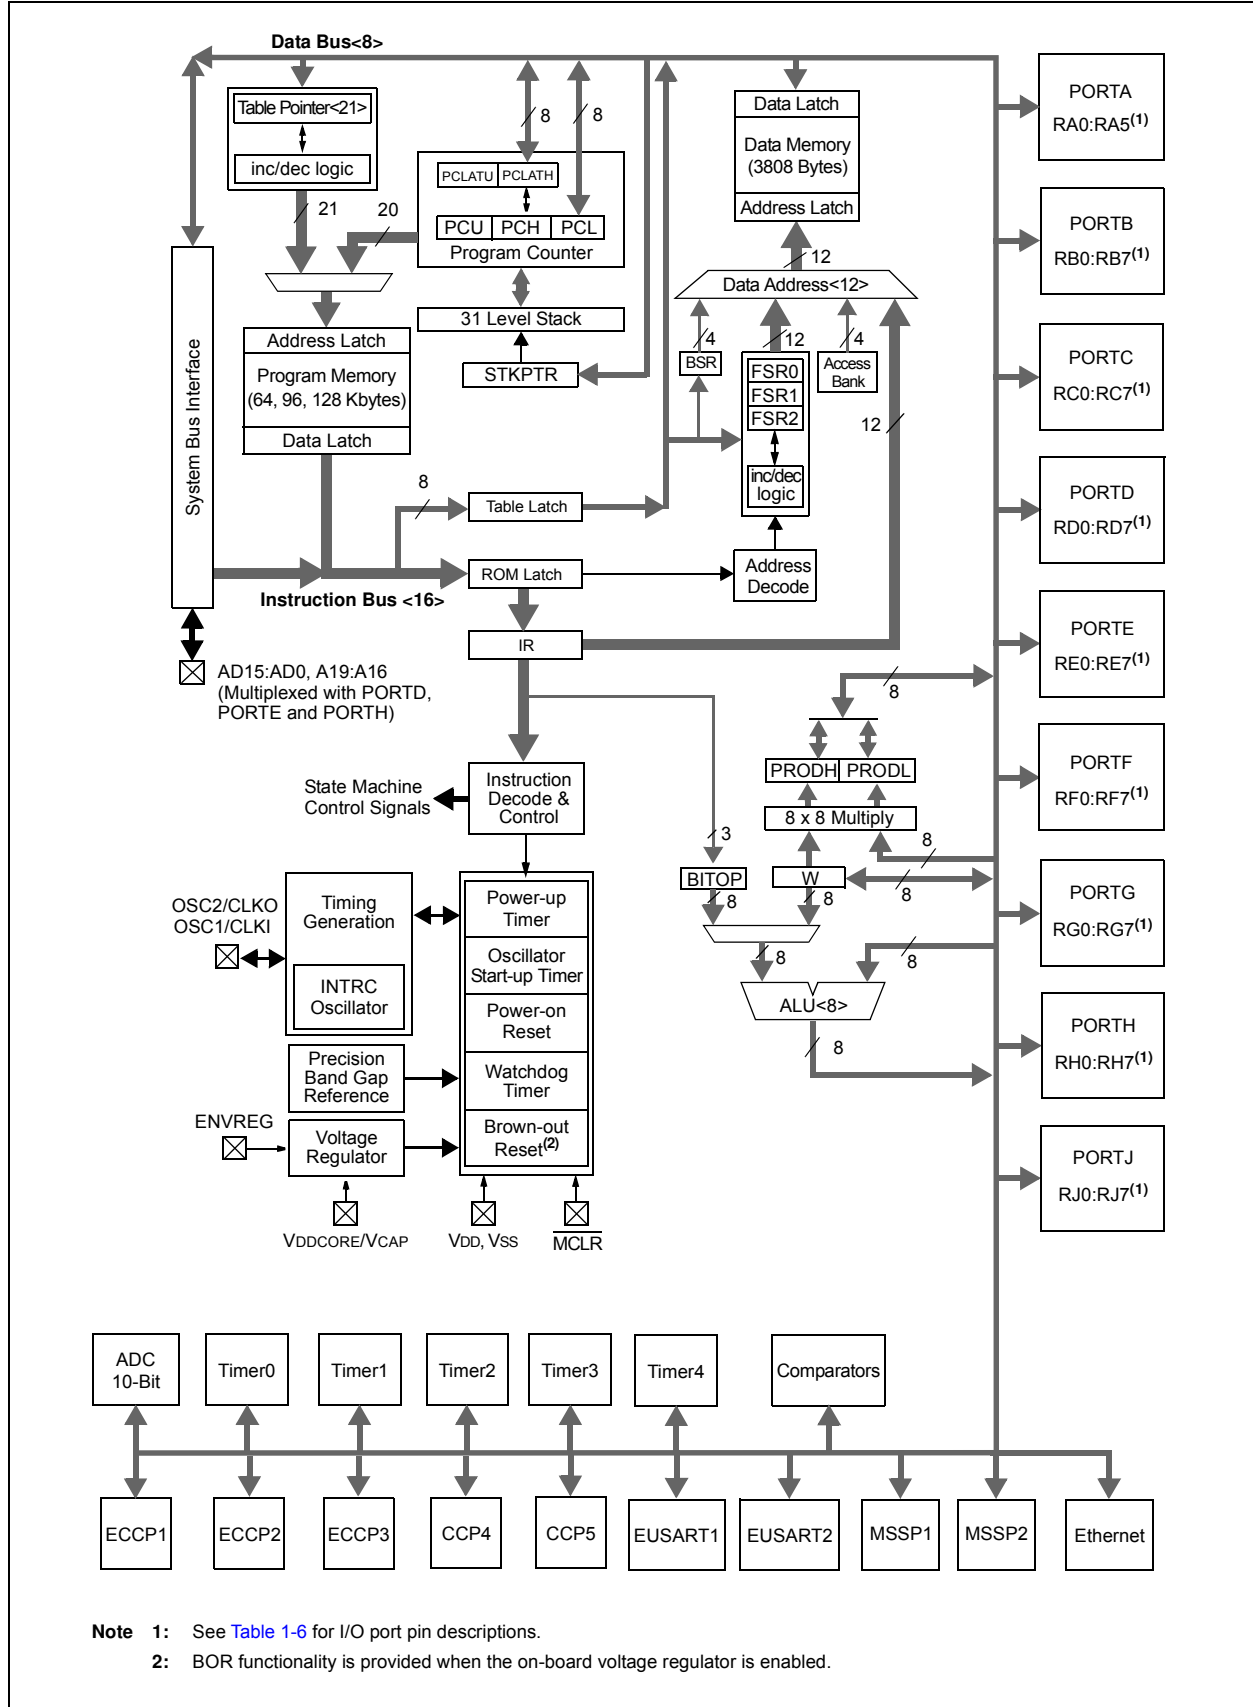 Data Bus<8>
Table Pointer<21>
inc/dec logic
21
20
8
8
PCLATU
PCLATH
PCU
PCH
PCL
Program Counter
31 Level Stack
STKPTR
System Bus Interface
Address Latch
Program Memory
(64, 96, 128 Kbytes)
Data Latch
8
Table Latch
ROM Latch
Instruction Bus <16>
IR
AD15:AD0, A19:A16
(Multiplexed with PORTD,
PORTE and PORTH)
Data Latch
Data Memory
(3808 Bytes)
Address Latch
12
Data Address<12>
4
12
4
BSR
FSR0
FSR1
FSR2
inc/dec
logic
Access
Bank
12
Address
Decode
8
PRODH
PRODL
8 x 8 Multiply
3
8
BITOP
W
8
8
8
8
8
ALU<8>
8
State Machine
Control Signals
Instruction
Decode &
Control
OSC2/CLKO
OSC1/CLKI
Timing
Generation
INTRC
Oscillator
Power-up
Timer
Oscillator
Start-up Timer
Power-on
Reset
Watchdog
Timer
Brown-out
Reset(2)
Precision
Band Gap
Reference
ENVREG
Voltage
Regulator
VDDCORE/VCAP
VDD, VSS
MCLR
PORTA
RA0:RA5(1)
PORTB
RB0:RB7(1)
PORTC
RC0:RC7(1)
PORTD
RD0:RD7(1)
PORTE
RE0:RE7(1)
PORTF
RF0:RF7(1)
PORTG
RG0:RG7(1)
PORTH
RH0:RH7(1)
PORTJ
RJ0:RJ7(1)
ADC
10-Bit
Timer0
Timer1
Timer2
Timer3
Timer4
Comparators
ECCP1
ECCP2
ECCP3
CCP4
CCP5
EUSART1
EUSART2
MSSP1
MSSP2
Ethernet
Note 1: See Table 1-6 for I/O port pin descriptions.
2: BOR functionality is provided when the on-board voltage regulator is enabled.